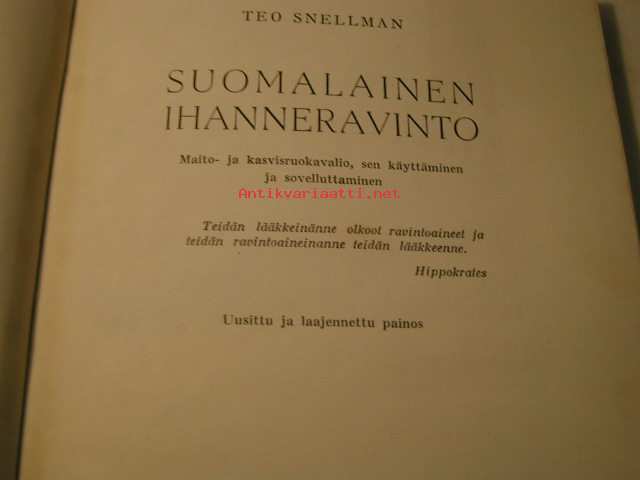 TEO SNELLMAN
SUOMALAINEN
IHANNERAVINTO
Maito- ja kasvisruokavalio, sen käyttäminen
ja sovelluttaminen
Antikvariaatti.net
Teidän lääkkeinänne olkoot ravintoaineet ja
teidän ravintoaineinanne teidän lääkkeenne.
Hippokrates
Uusittu ja laajennettu painos